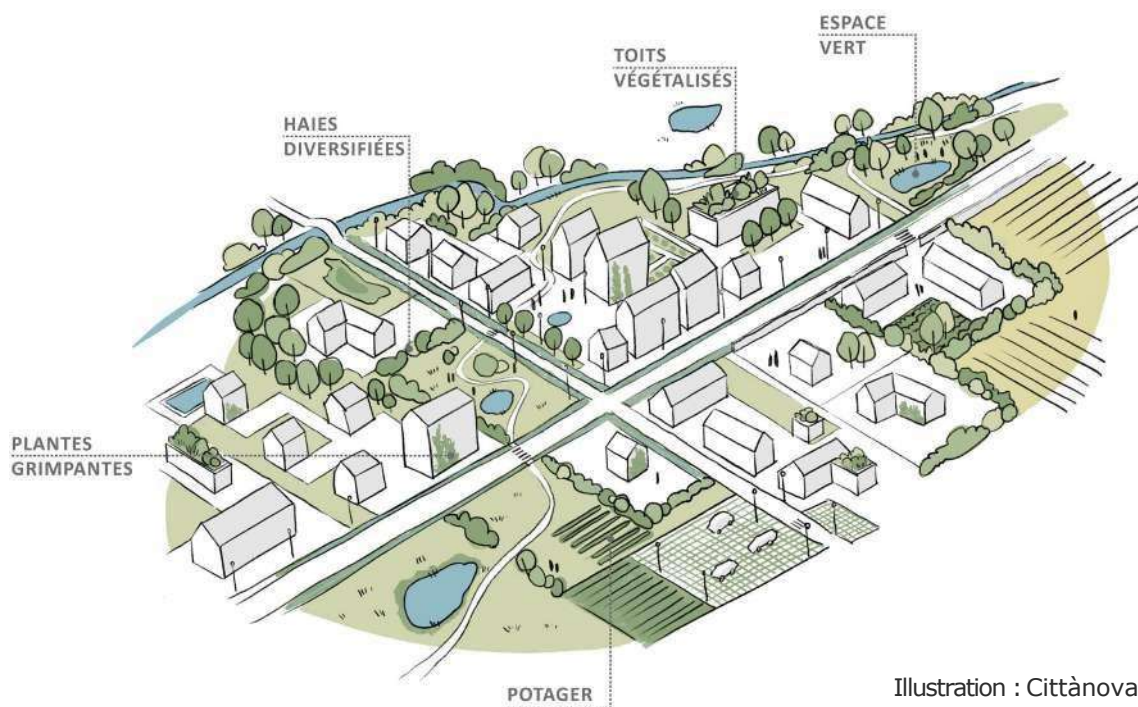 ESPACE
VERT
TOITS
VÉGÉTALISÉS
HAIES
DIVERSIFIÉES
PLANTES
GRIMPANTES
POTAGER
Illustration : Cittànova